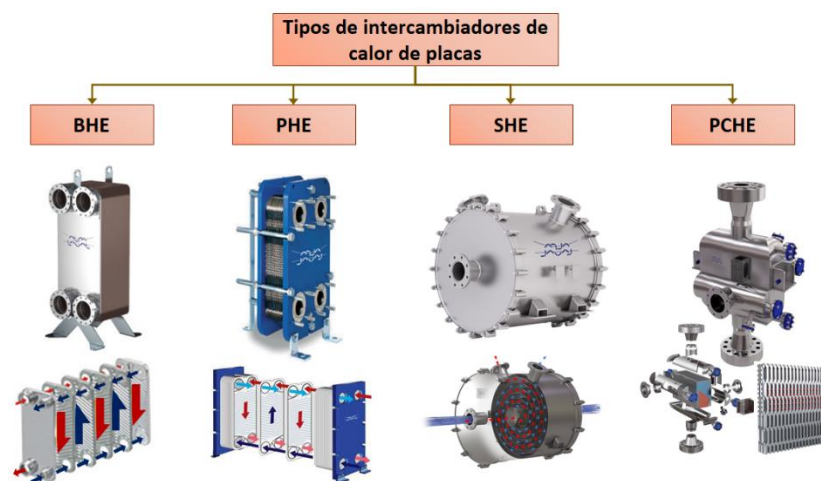 Tipos de intercambiadores de
calor de placas
BHE
PHE
SHE
PCHE